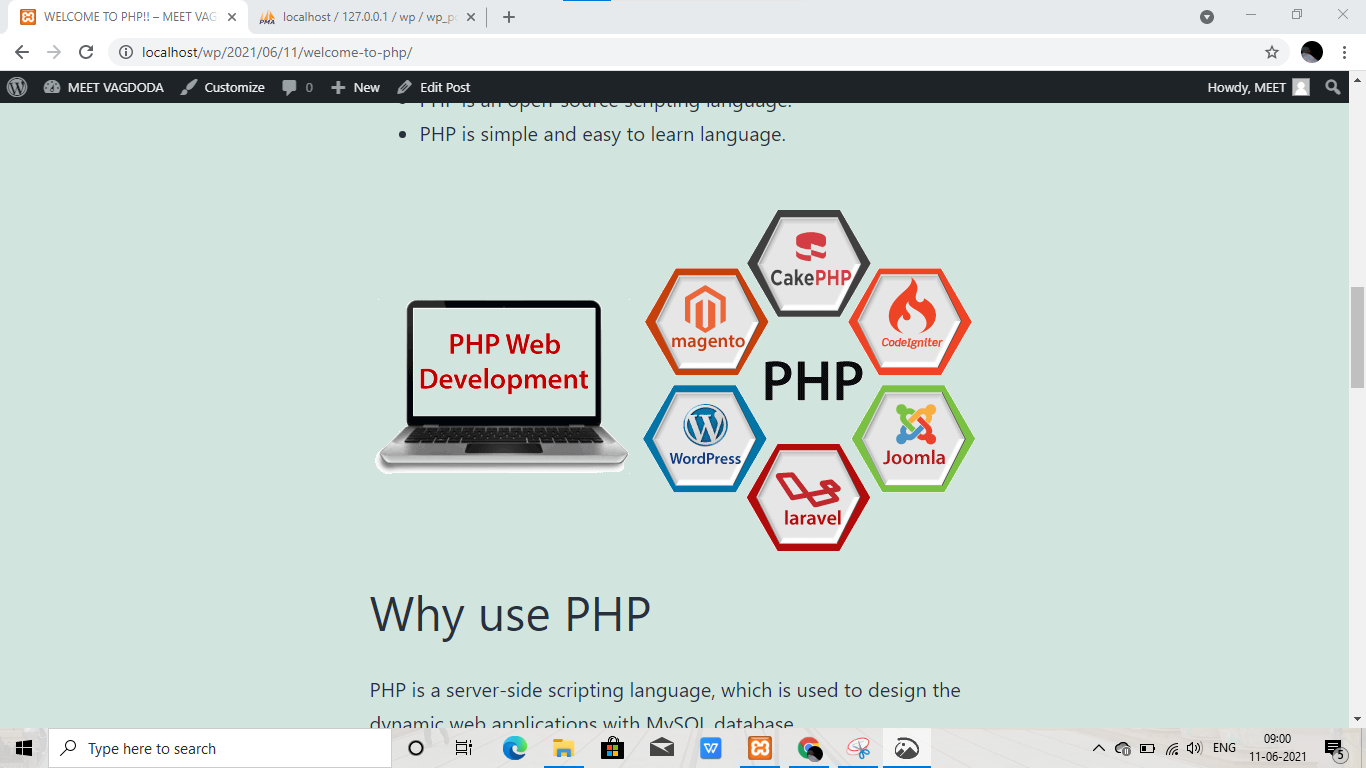 WELCOME TO PHP!! – MEET VAG
localhost / 127.0.0.1 / wp / wp_po
localhost/wp/2021/06/11/welcome-to-php/
MEET VAGDODA
Customize
0
New
Edit Post
Howdy, MEET
PHP is an open-source scripting language.
PHP is simple and easy to learn language.
CakePHP
magento
CodeIgniter
PHP Web
Development
PHP
WordPress
Joomla
laravel
Why use PHP
PHP is a server-side scripting language, which is used to design the
dynamic web applications with MySQL database.
Type here to search
ENG
09:00
11-06-2021
5